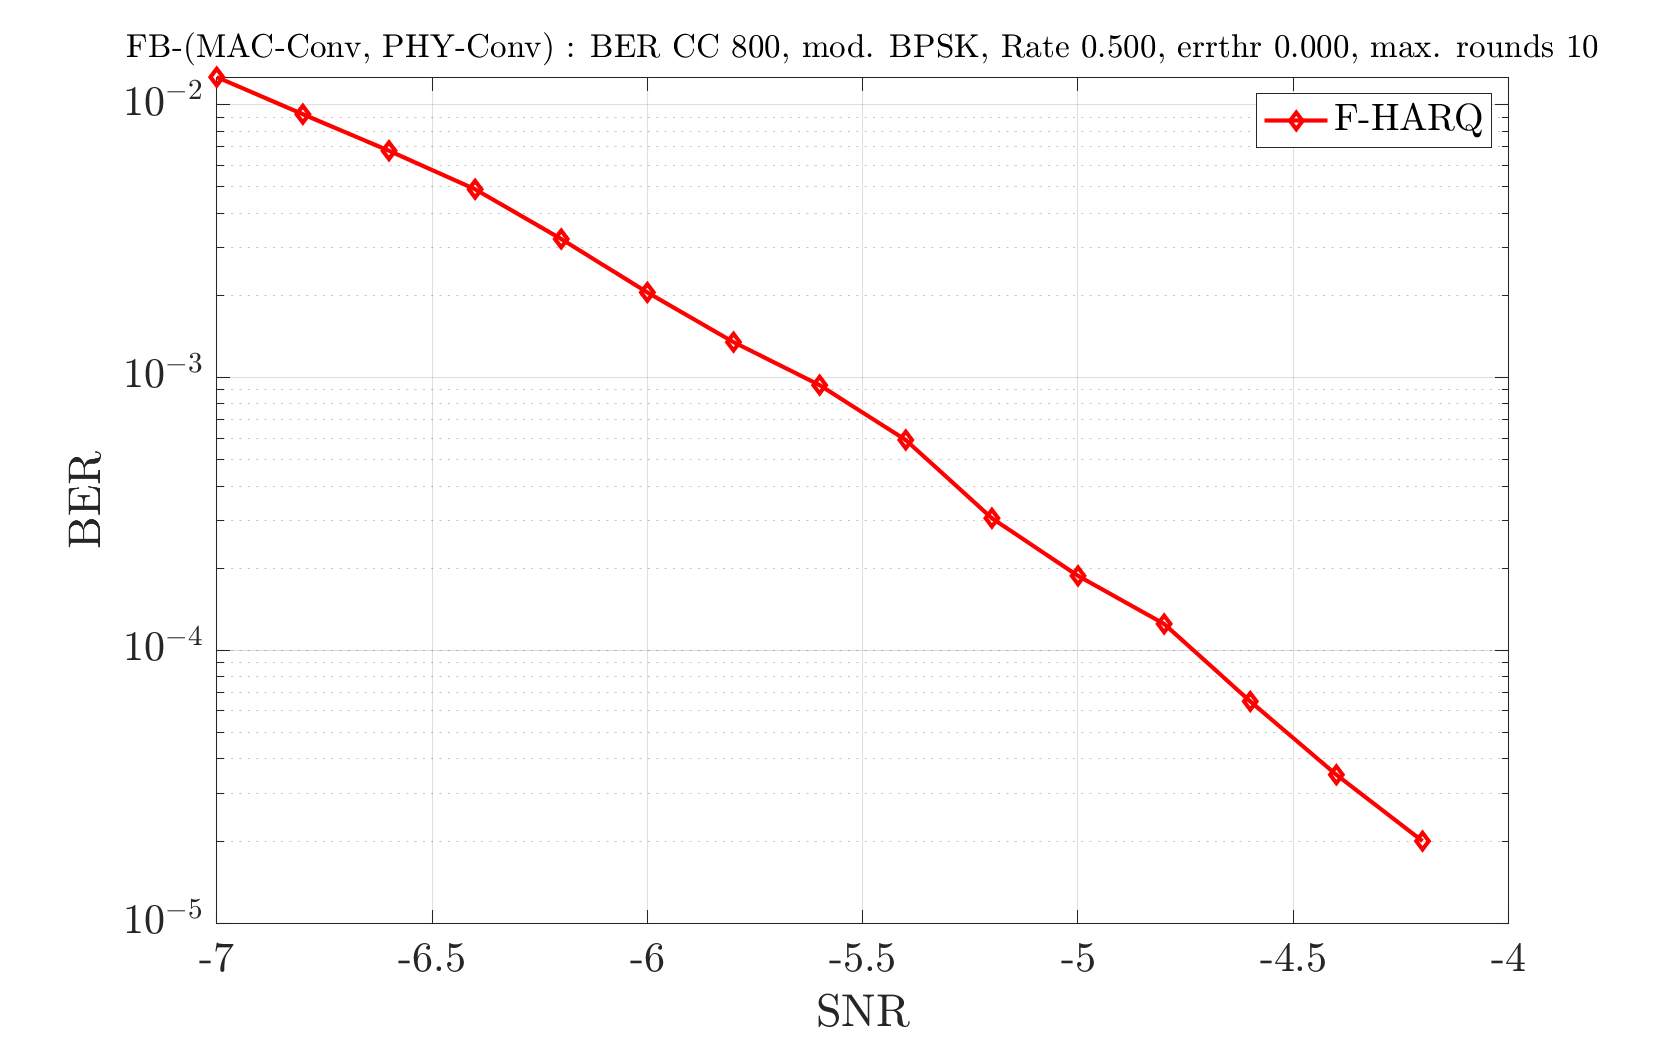 FB-(MAC-Conv, PHY-Conv) : BER CC 800, mod. BPSK, Rate 0.500, errthr 0.000, max. rounds 10
F-HARQ
10⁻²
10⁻³
10⁻⁴
10⁻⁵
BER
-7 -6.5 -6 -5.5 -5 -4.5 -4
SNR